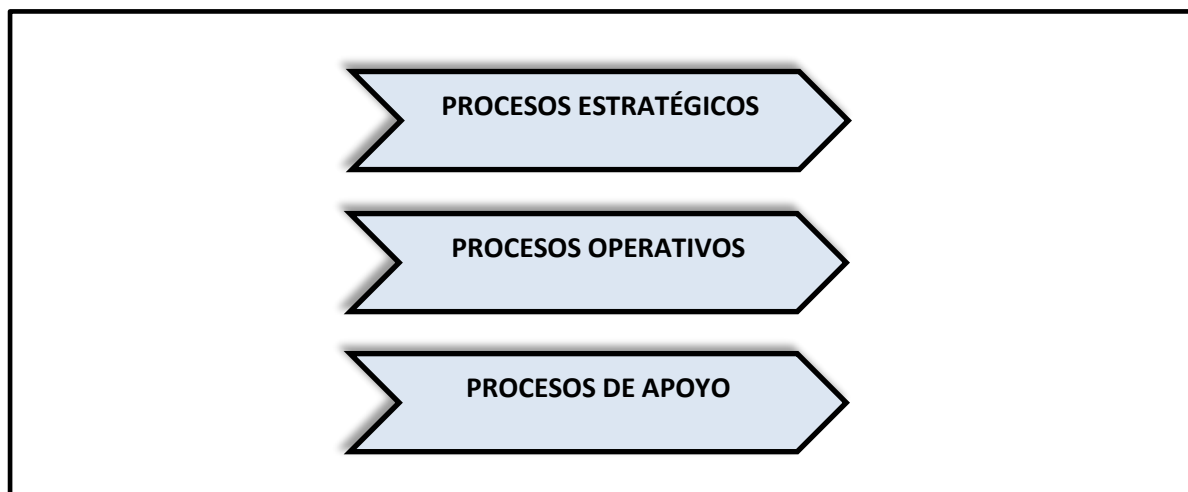 PROCESOS ESTRATÉGICOS
PROCESOS OPERATIVOS
PROCESOS DE APOYO